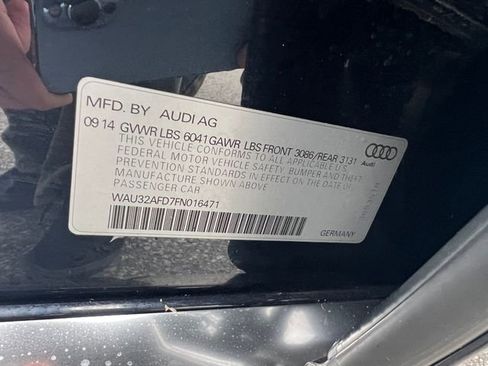 MFD. BY AUDI AG
09 14 GWWR LBS 6041 GAWR LBS FRONT 3086/REAR 3131
THIS VEHICLE CONFORMS TO ALL APPLICABLE U.S.
FEDERAL MOTOR VEHICLE SAFETY, BUMPER AND THEFT
PREVENTION STANDARDS IN EFFECT ON THE DATE OF
MANUFACTURE SHOWN ABOVE.
PASSENGER CAR
WAU32AFD7FN016471
Audi
GERMANY